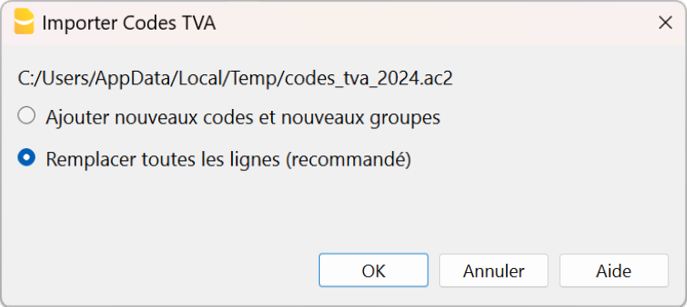 Importer Codes TVA
C:/Users/AppData/Local/Temp/codes_tva_2024.ac2
Ajouter nouveaux codes et nouveaux groupes
Remplacer toutes les lignes (recommandé)
OK Annuler Aide